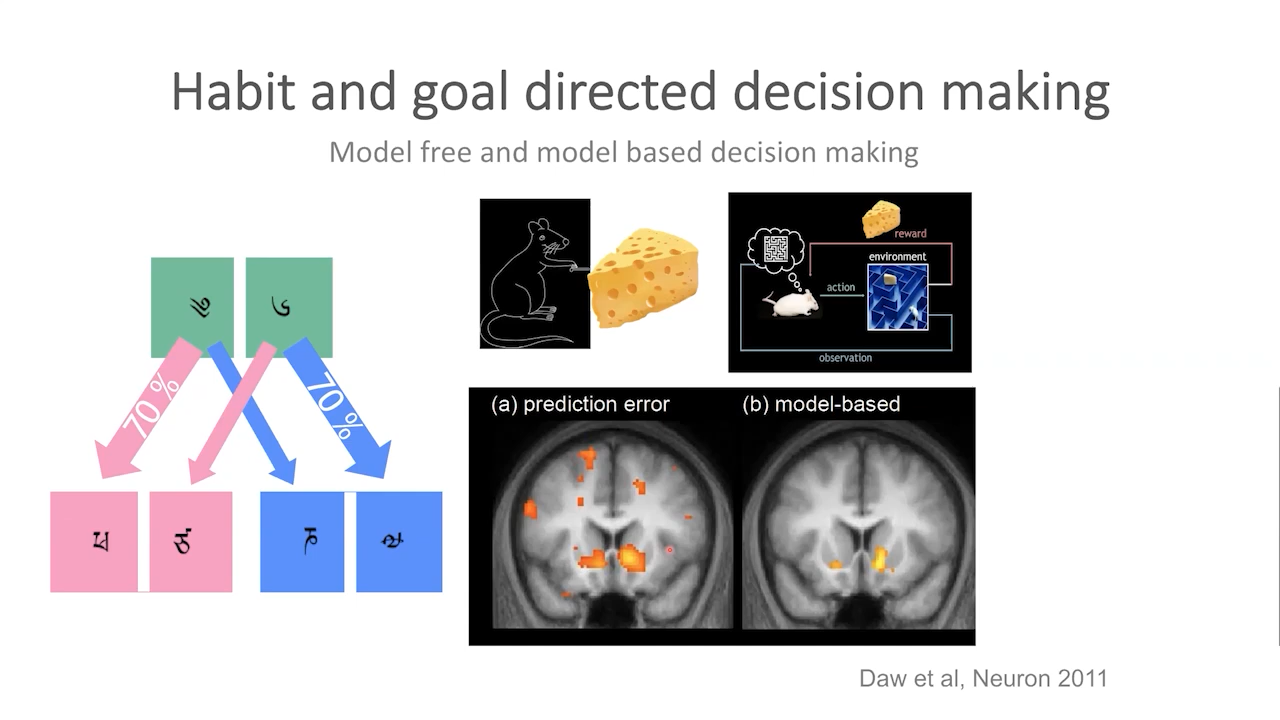 Habit and goal directed decision making
Model free and model based decision making
reward
environment
action
observation
70 %
70 %
(a) prediction error
(b) model-based
Daw et al, Neuron 2011